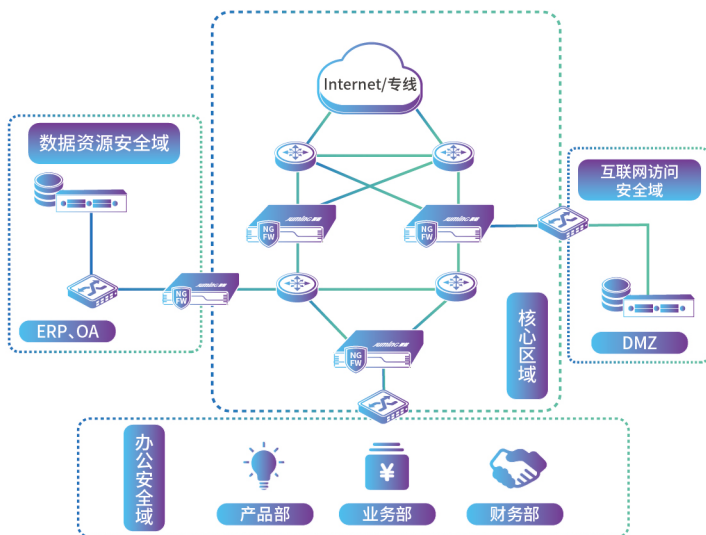 Internet/专线
数据资源安全域
互联网访问
安全域
NG
FW
NG
FW
NG
FW
ERP、OA
核心区域
DMZ
NG
FW
办公安全域
产品部
¥
业务部
财务部